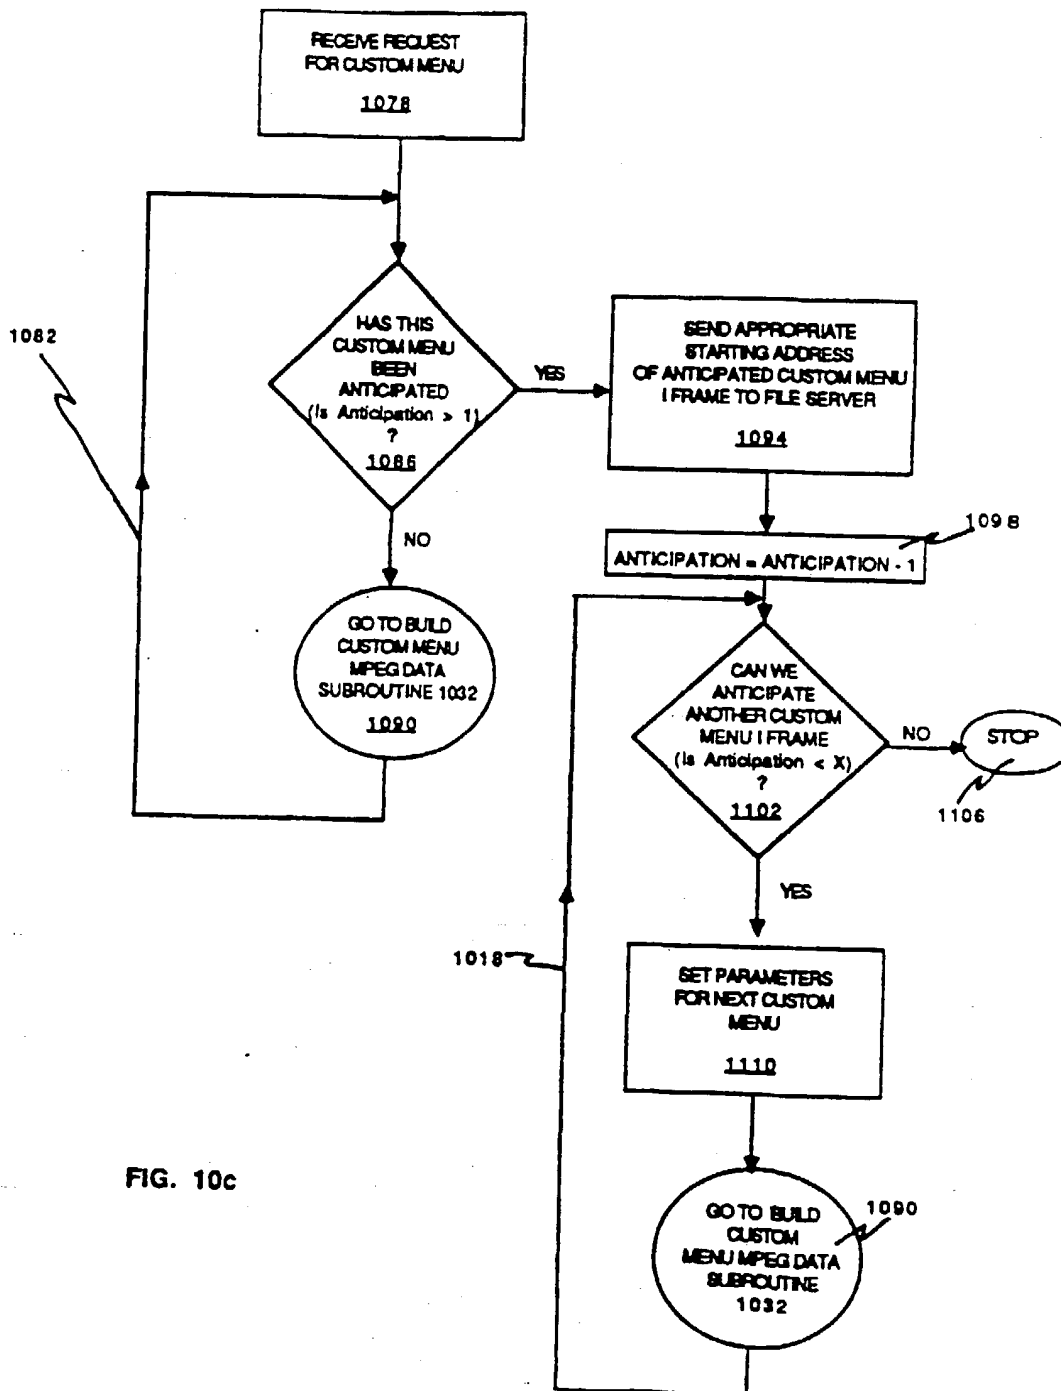 RECEIVE REQUEST
FOR CUSTOM MENU
1078
1082
HAS THIS
CUSTOM MENU
BEEN
ANTICIPATED
(Is Anticipation > 1)
?
1086
YES
NO
SEND APPROPRIATE
STARTING ADDRESS
OF ANTICIPATED CUSTOM MENU
I FRAME TO FILE SERVER
1094
1098
ANTICIPATION = ANTICIPATION - 1
GO TO BUILD
CUSTOM MENU
MPEG DATA
SUBROUTINE 1032
1090
CAN WE
ANTICIPATE
ANOTHER CUSTOM
MENU I FRAME
(Is Anticipation < X)
?
1102
NO
STOP
1106
YES
1018
SET PARAMETERS
FOR NEXT CUSTOM
MENU
1110
FIG. 10c
GO TO BUILD
CUSTOM
MENU MPEG DATA
SUBROUTINE
1032
1090